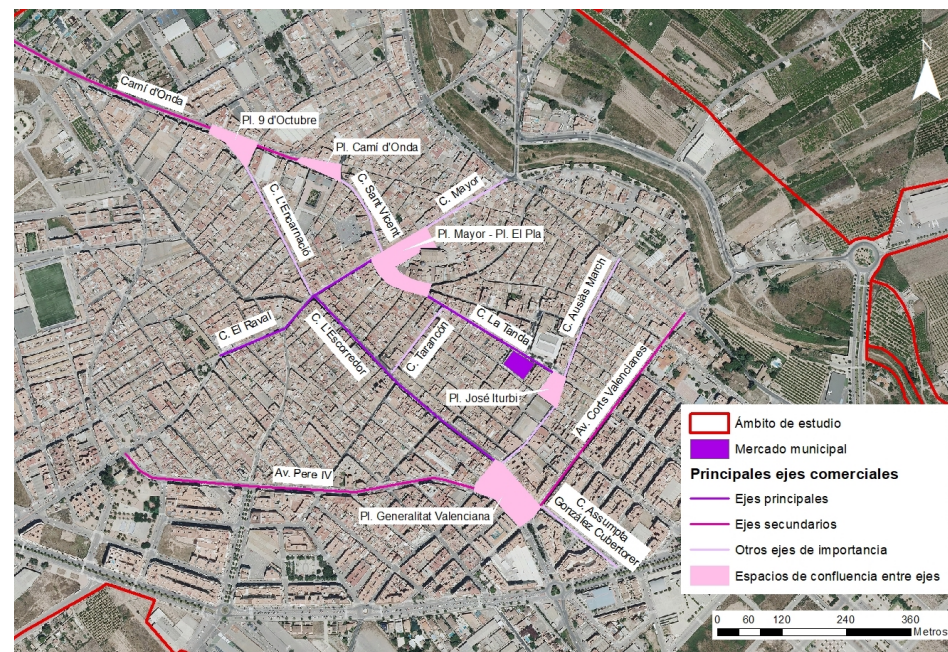 Camí d'Onda
Pl. 9 d'Octubre
Pl. Camí d'Onda
C. Sant Vicent
C. Mayor
C. L'Encarnació
Pl. Mayor - Pl. El Pla
C. Ausiàs March
C. El Raval
C. L'Escorredor
C. La Tanda
C. Tarancón
Pl. José Iturbi
Av. Corts Valencianes
Av. Pere IV
Pl. Generalitat Valenciana
C. Assumpta
González Cubertorer
N
Ámbito de estudio
Mercado municipal
Principales ejes comerciales
Ejes principales
Ejes secundarios
Otros ejes de importancia
Espacios de confluencia entre ejes
0 60 120 240 360
Metros